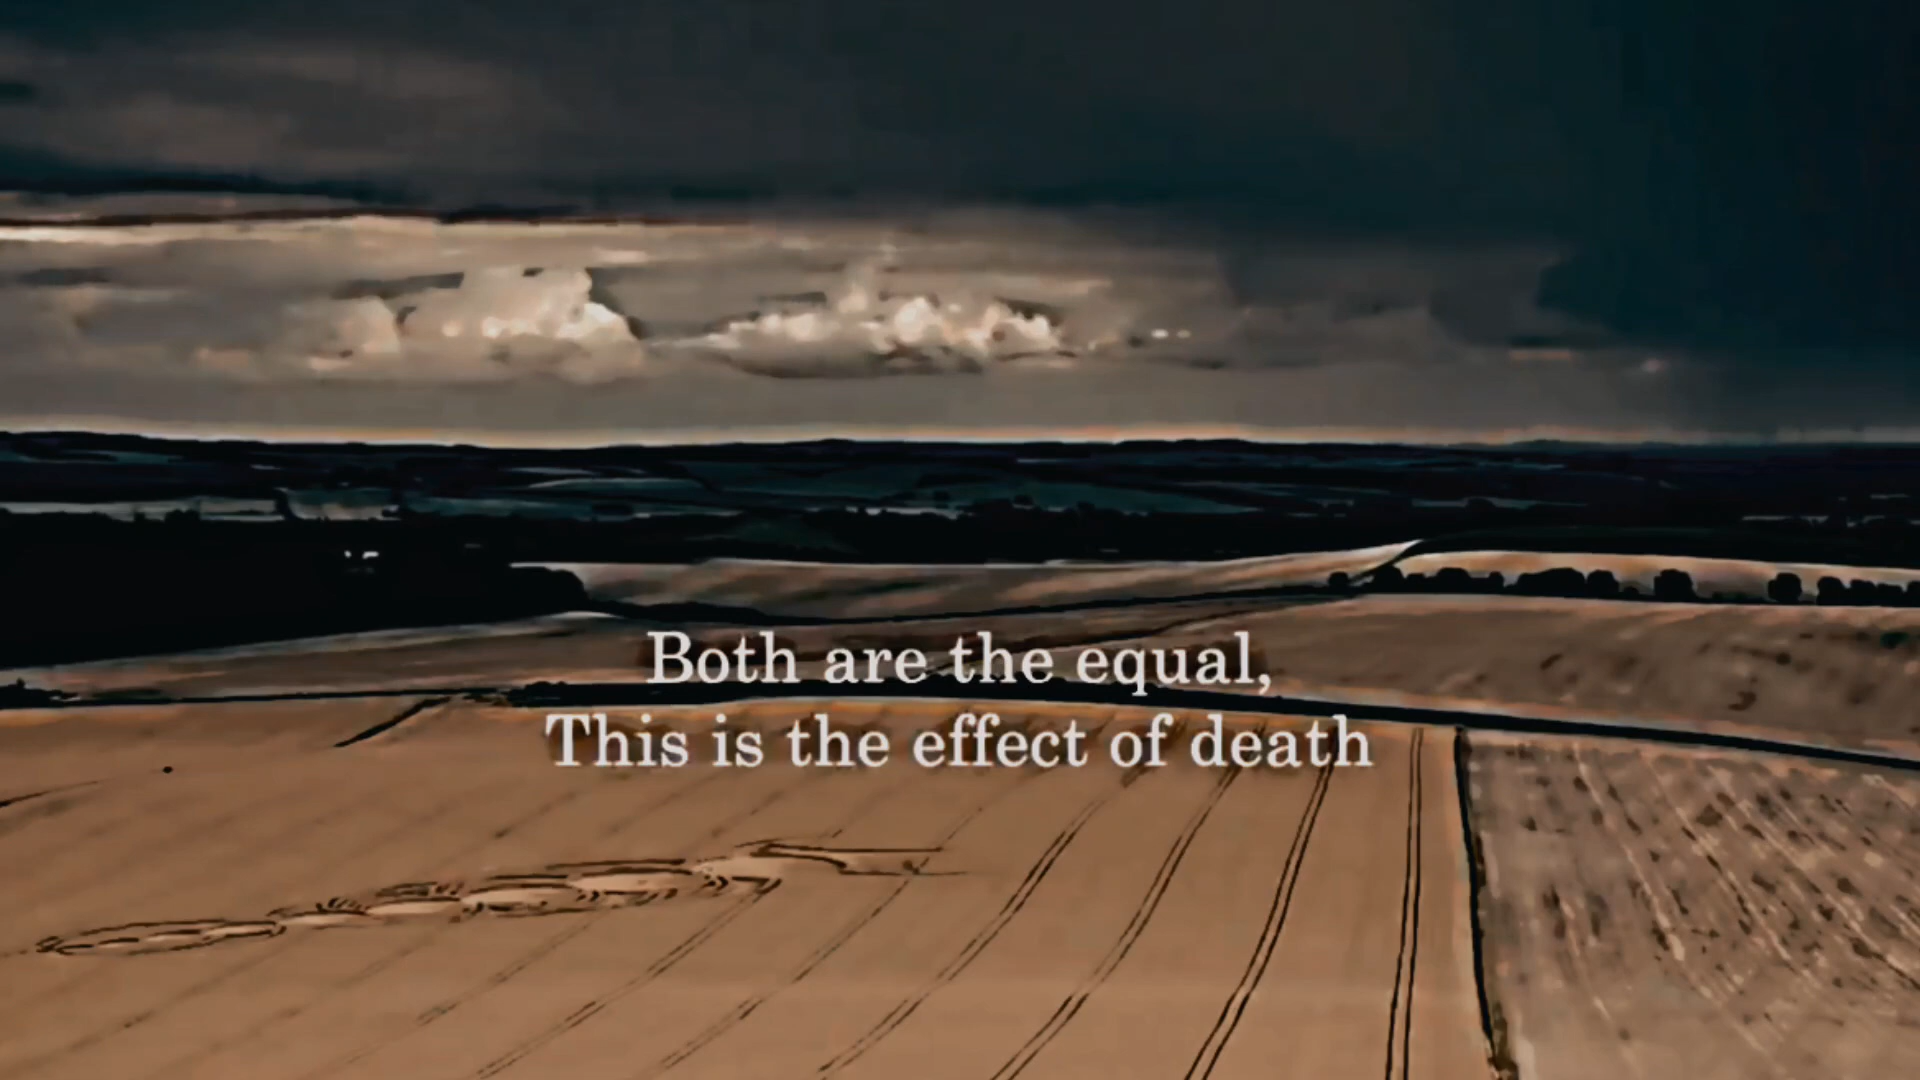 Both are the equal,
This is the effect of death